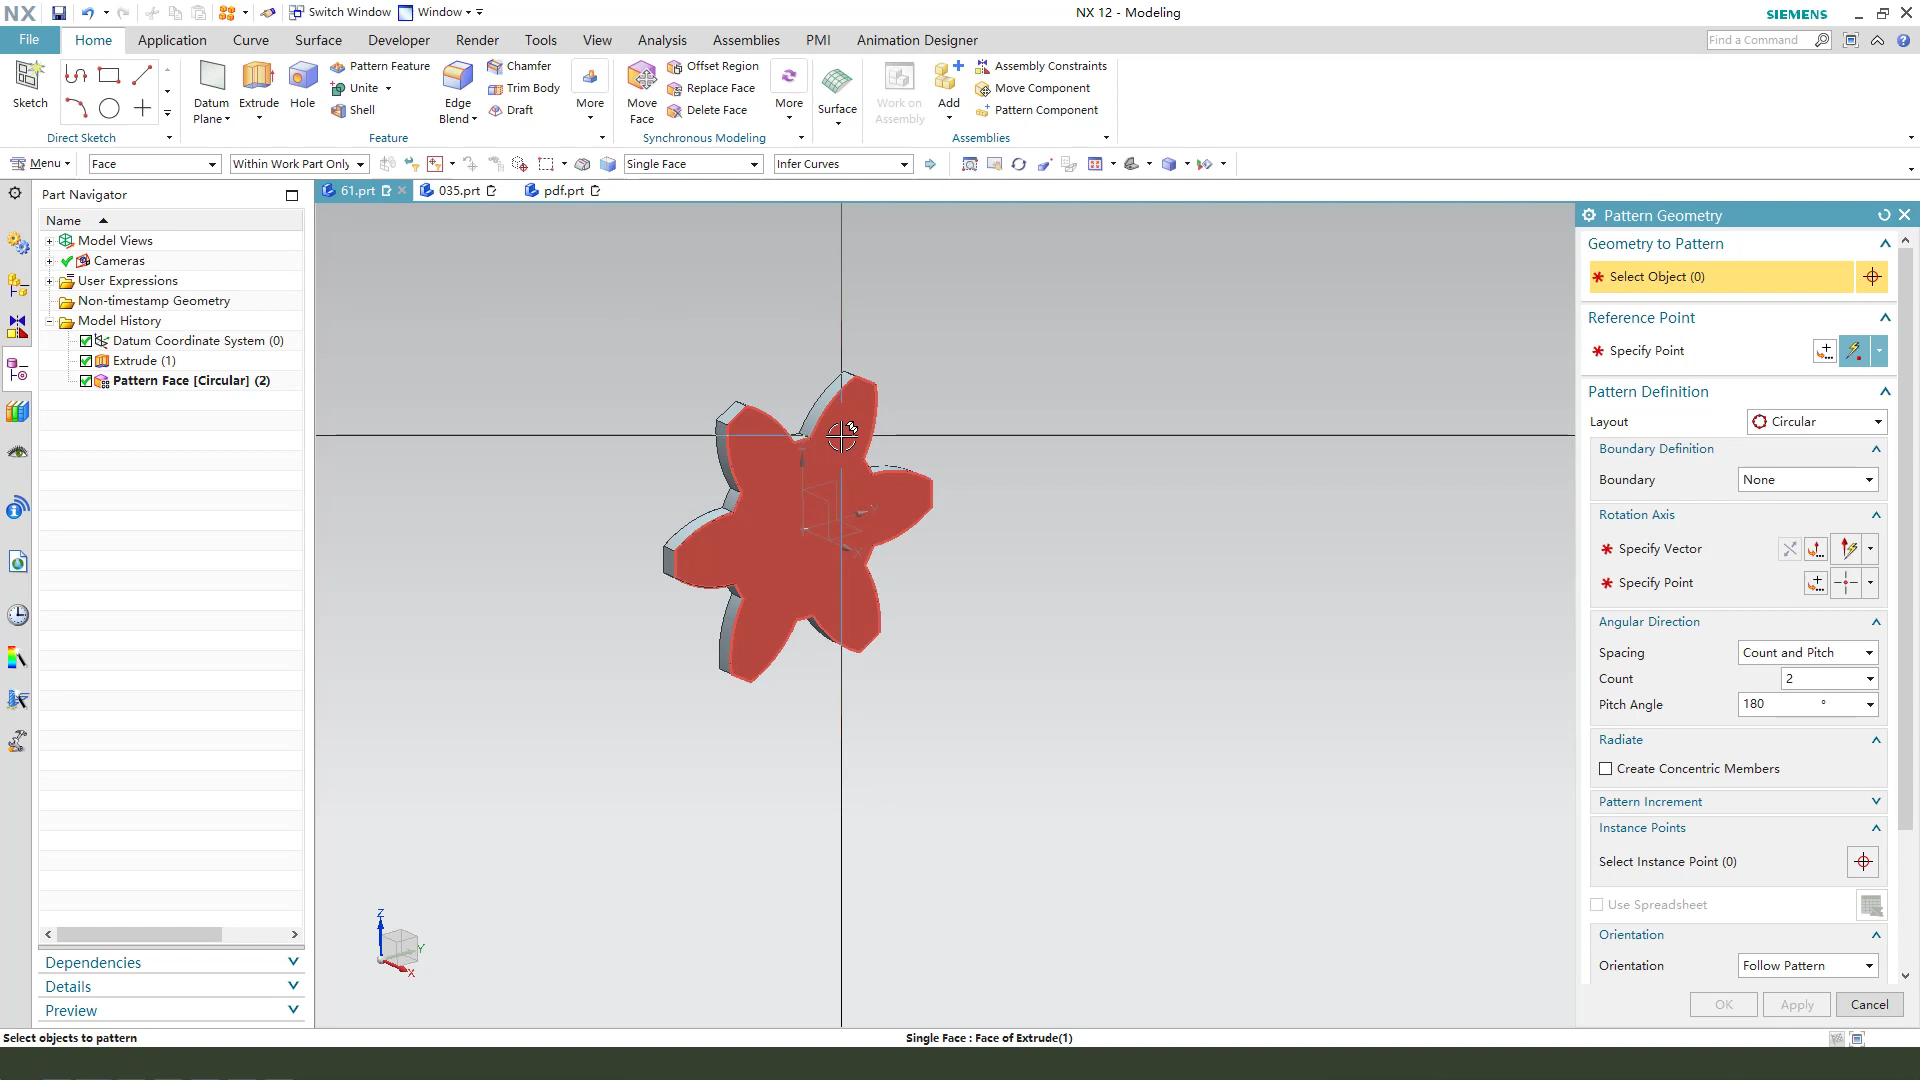 NX
Switch Window
Window
NX 12 - Modeling
SIEMENS
File
Home
Application
Curve
Surface
Developer
Render
Tools
View
Analysis
Assemblies
PMI
Animation Designer
Find a Command
Sketch
Direct Sketch
Datum Plane
Extrude
Hole
Pattern Feature
Unite
Shell
Edge Blend
Chamfer
Trim Body
Draft
More
Feature
Move Face
Offset Region
Replace Face
Delete Face
More
Synchronous Modeling
Surface
Work on Assembly
Add
Assembly Constraints
Move Component
Pattern Component
Assemblies
Menu
Face
Within Work Part Only
Single Face
Infer Curves
Part Navigator
61.prt
035.prt
pdf.prt
Name
Model Views
Cameras
User Expressions
Non-timestamp Geometry
Model History
Datum Coordinate System (0)
Extrude (1)
Pattern Face [Circular] (2)
Dependencies
Details
Preview
Z
Y
X
Pattern Geometry
Geometry to Pattern
* Select Object (0)
Reference Point
* Specify Point
Pattern Definition
Layout
Circular
Boundary Definition
Boundary
None
Rotation Axis
* Specify Vector
* Specify Point
Angular Direction
Spacing
Count and Pitch
Count
2
Pitch Angle
180 °
Radiate
Create Concentric Members
Pattern Increment
Instance Points
Select Instance Point (0)
Use Spreadsheet
Orientation
Orientation
Follow Pattern
OK
Apply
Cancel
Select objects to pattern
Single Face : Face of Extrude(1)